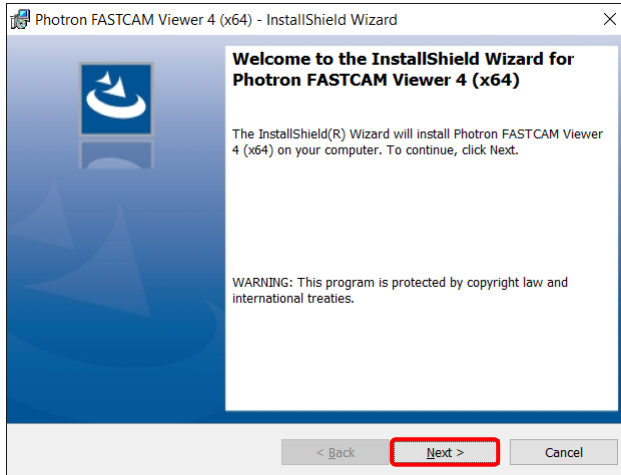 Photron FASTCAM Viewer 4 (x64) - InstallShield Wizard
Welcome to the InstallShield Wizard for
Photron FASTCAM Viewer 4 (x64)
The InstallShield(R) Wizard will install Photron FASTCAM Viewer
4 (x64) on your computer. To continue, click Next.
WARNING: This program is protected by copyright law and
international treaties.
< Back Next > Cancel